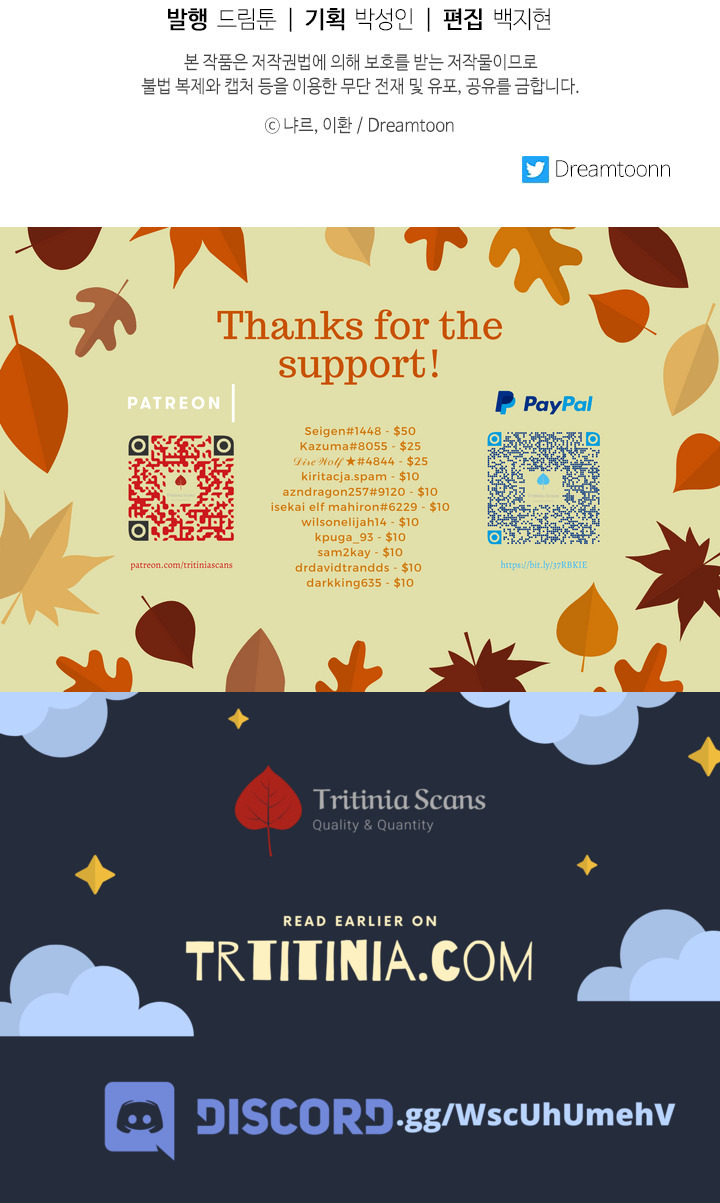 발행 드림툰 | 기획 박성인 | 편집 백지현
본 작품은 저작권법에 의해 보호를 받는 저작물이므로
불법 복제와 캡처 등을 이용한 무단 전재 및 유포, 공유를 금합니다.
ⓒ 냐르, 이환 / Dreamtoon
Dreamtoonn
Thanks for the
support!
PATREON
PayPal
Seigen#1448 - $50
Kazuma#8055 - $25
𝒟𝒾𝓇𝑒𝒲𝑜𝓁𝒻 ★#4844 - $25
kiritacja.spam - $10
azndragon257#9120 - $10
isekai elf mahiron#6229 - $10
wilsonelijah14 - $10
kpuga_93 - $10
sam2kay - $10
drdavidtrandds - $10
darkking635 - $10
patreon.com/tritiniascans
https://bit.ly/37RBKIE
Tritinia Scans
Quality & Quantity
READ EARLIER ON
TRITINIA.COM
DISCORD.gg/WscUhUmehV